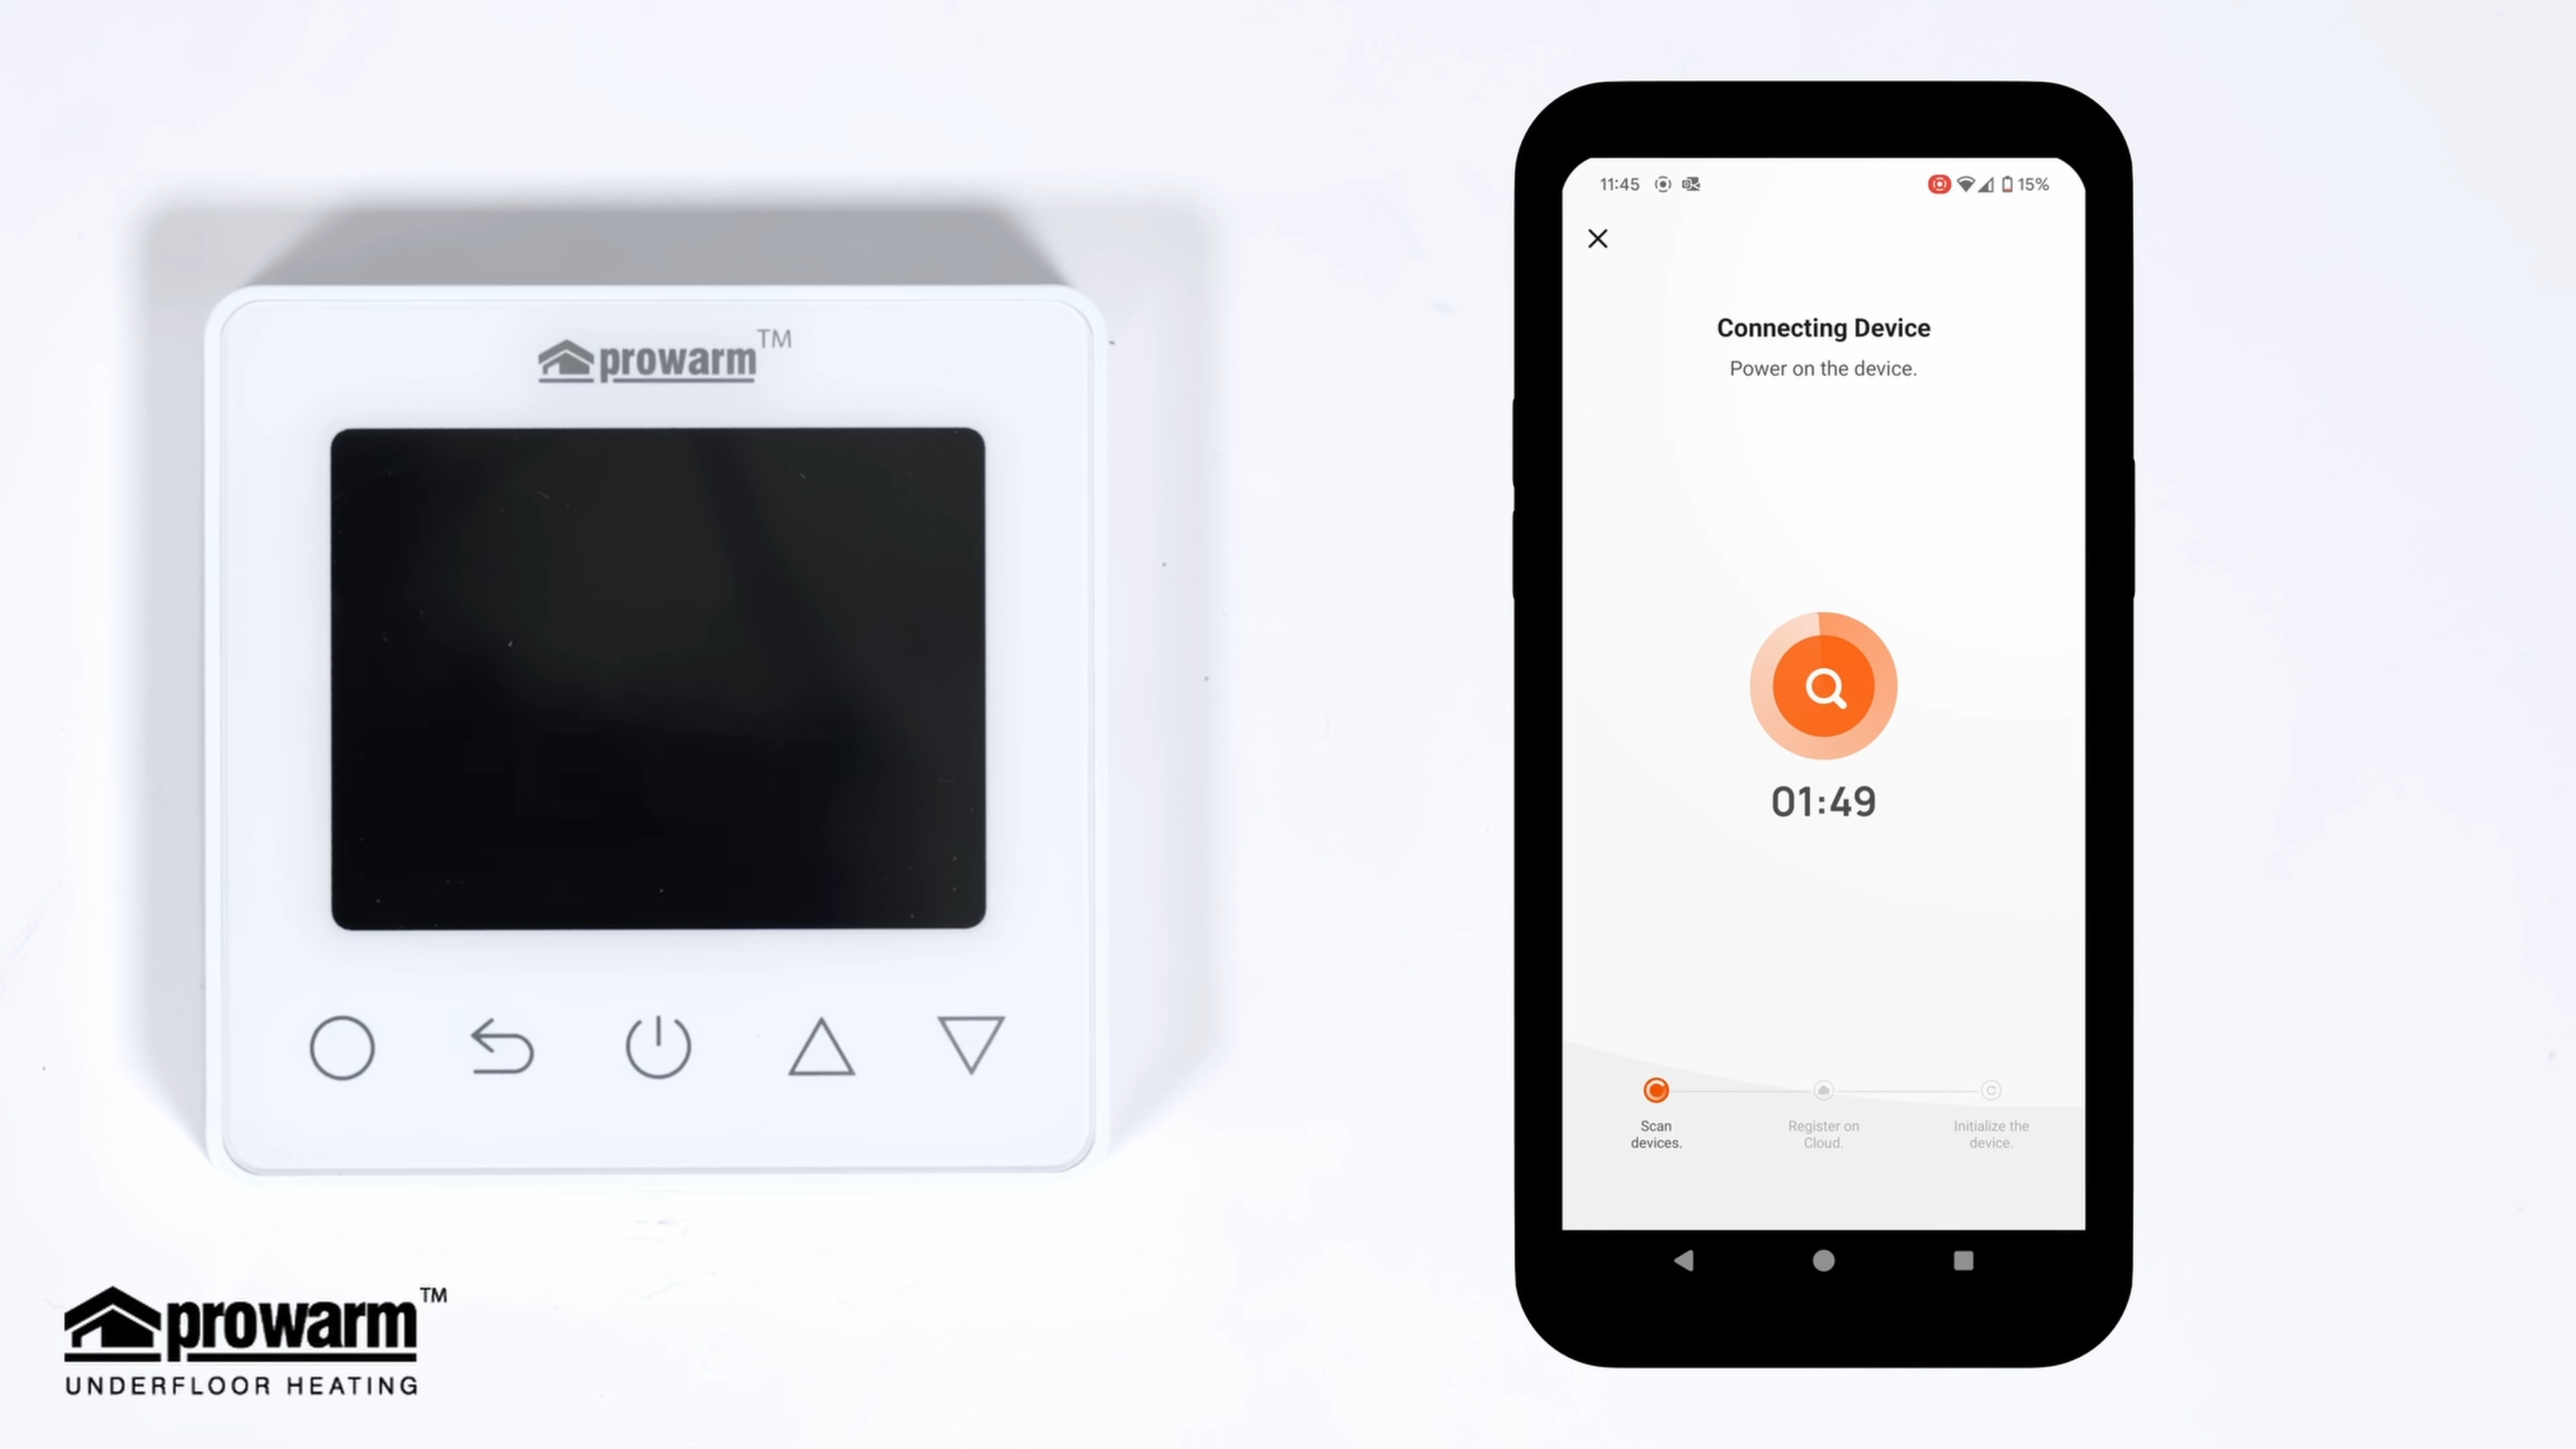 prowarm™
prowarm™
UNDERFLOOR HEATING
11:45
15%
Connecting Device
Power on the device.
01:49
Scan
devices.
Register on
Cloud.
Initialize the
device.